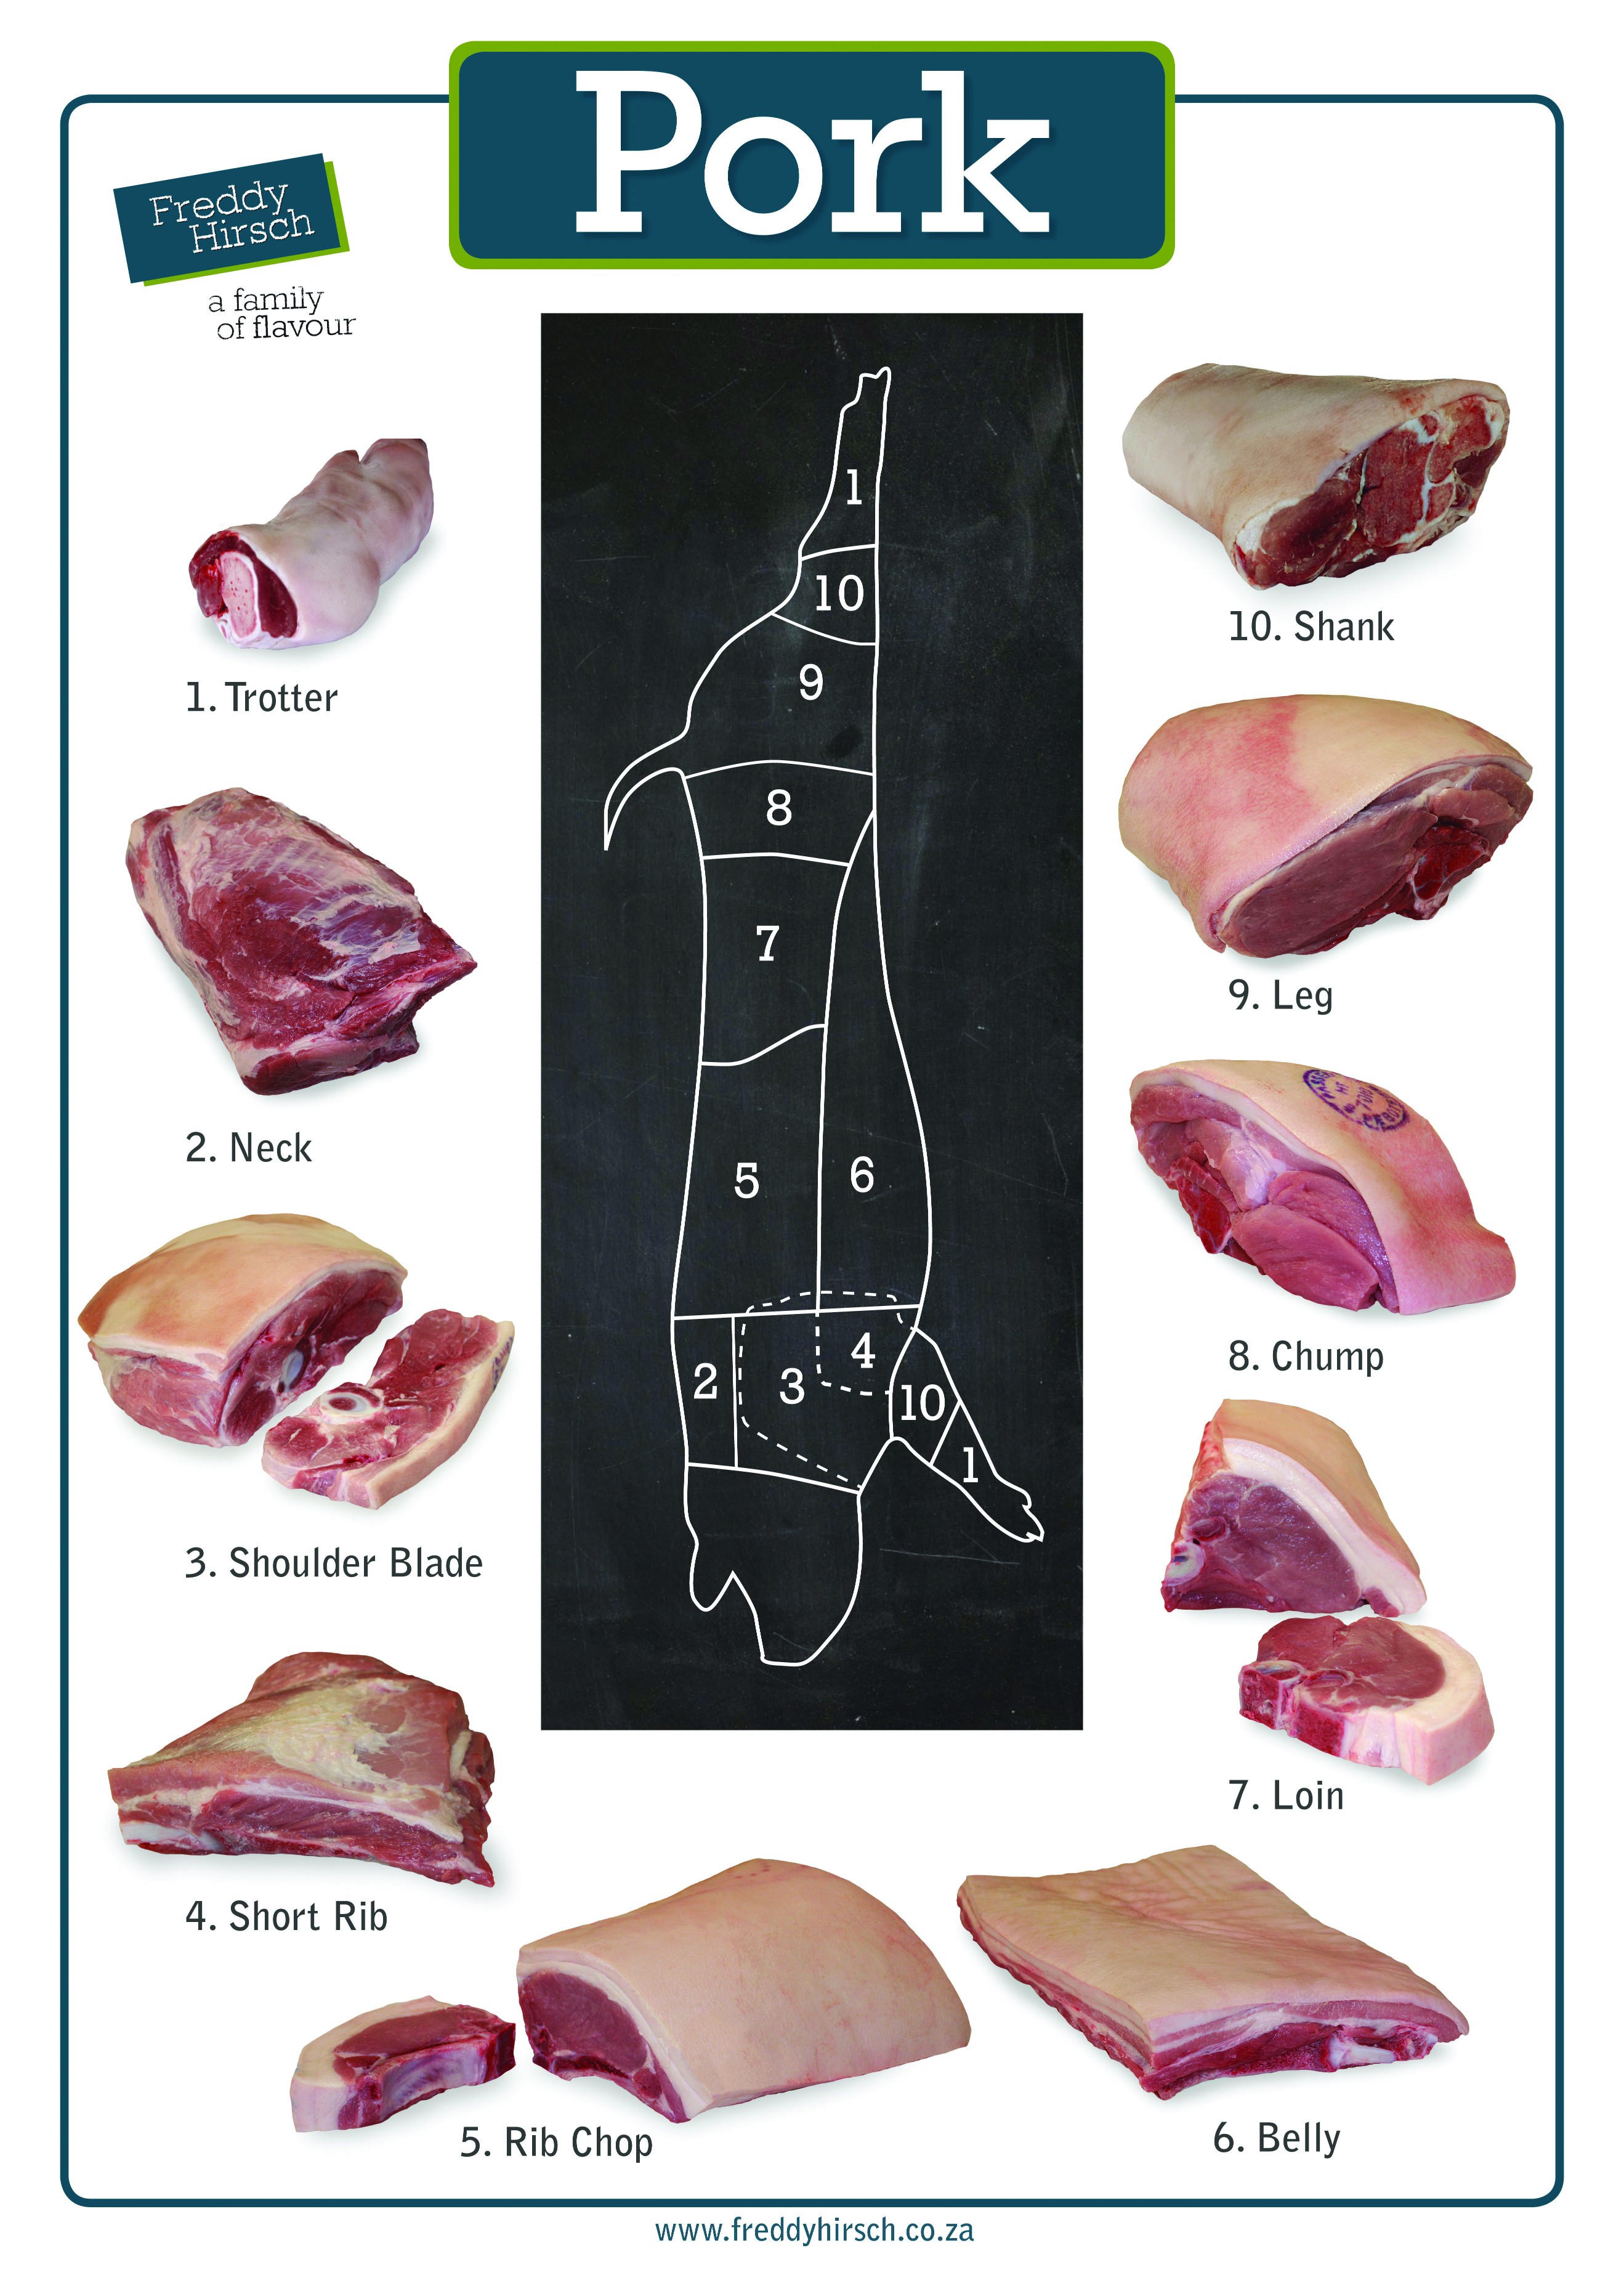 Pork
Freddy
Hirsch
a family
of flavour
1
10
9
8
7
5
6
2
3
4
10
1
1. Trotter
2. Neck
3. Shoulder Blade
4. Short Rib
5. Rib Chop
6. Belly
7. Loin
8. Chump
9. Leg
10. Shank
www.freddyhirsch.co.za